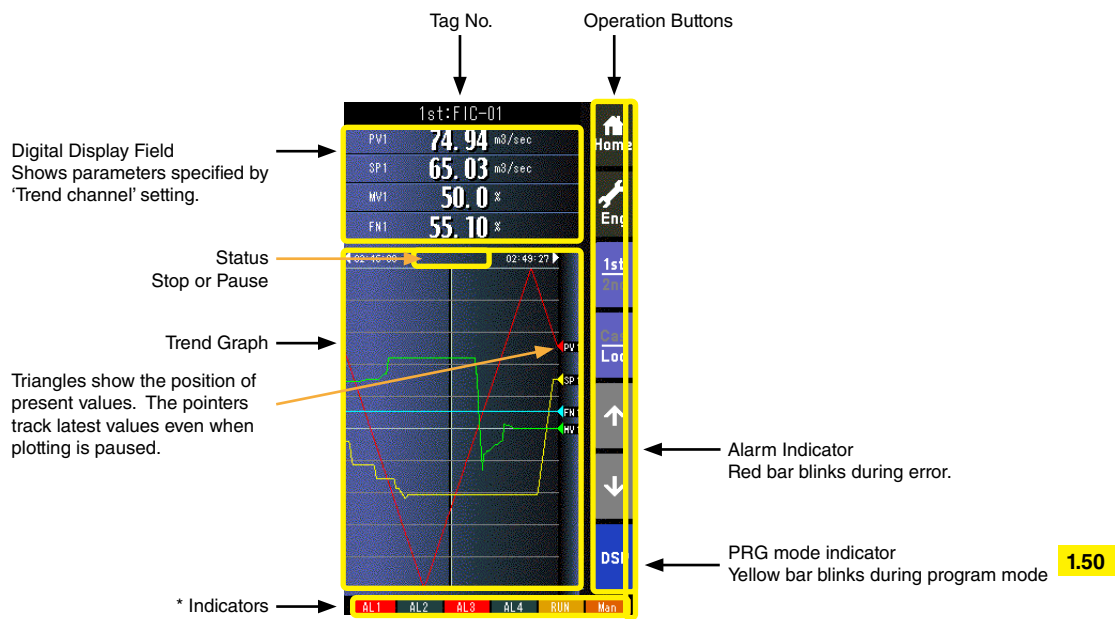 Tag No.
Operation Buttons
1st:FIC-01
Digital Display Field
Shows parameters specified by
‘Trend channel’ setting.
PV1 74.94 m3/sec
SP1 65.03 m3/sec
MV1 50.0 %
FN1 55.10 %
Home
Eng
1st
2nd
Loc
DSP
Status
Stop or Pause
02:49:27
Trend Graph
Triangles show the position of
present values. The pointers
track latest values even when
plotting is paused.
PV1
SP1
FN1
MV1
Alarm Indicator
Red bar blinks during error.
PRG mode indicator
Yellow bar blinks during program mode
1.50
* Indicators
AL1 AL2 AL3 AL4 RUN Man